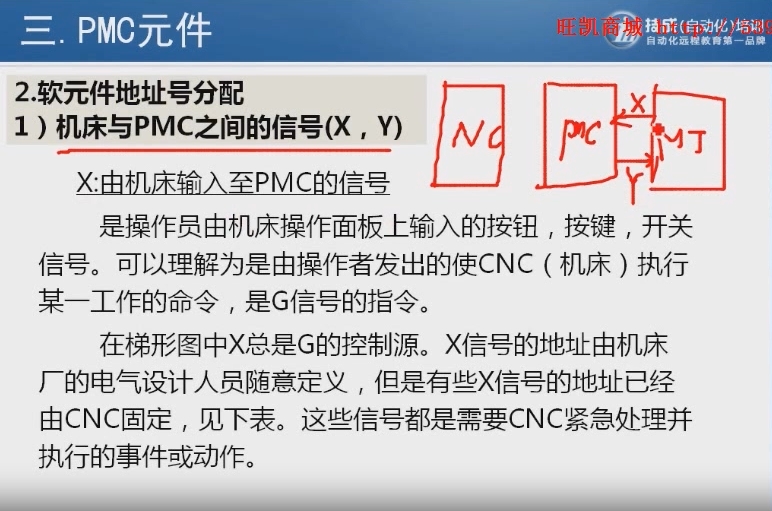 三.PMC元件
旺凯商城 http
技成(自动化)培训
自动化远程教育第一品牌
2.软元件地址号分配
1）机床与PMC之间的信号(X，Y)
NC
PMC
X
MJ
Y
X:由机床输入至PMC的信号
是操作员由机床操作面板上输入的按钮，按键，开关
信号。可以理解为是由操作者发出的使CNC（机床）执行
某一工作的命令，是G信号的指令。
在梯形图中X总是G的控制源。X信号的地址由机床
厂的电气设计人员随意定义，但是有些X信号的地址已经
由CNC固定，见下表。这些信号都是需要CNC紧急处理并
执行的事件或动作。